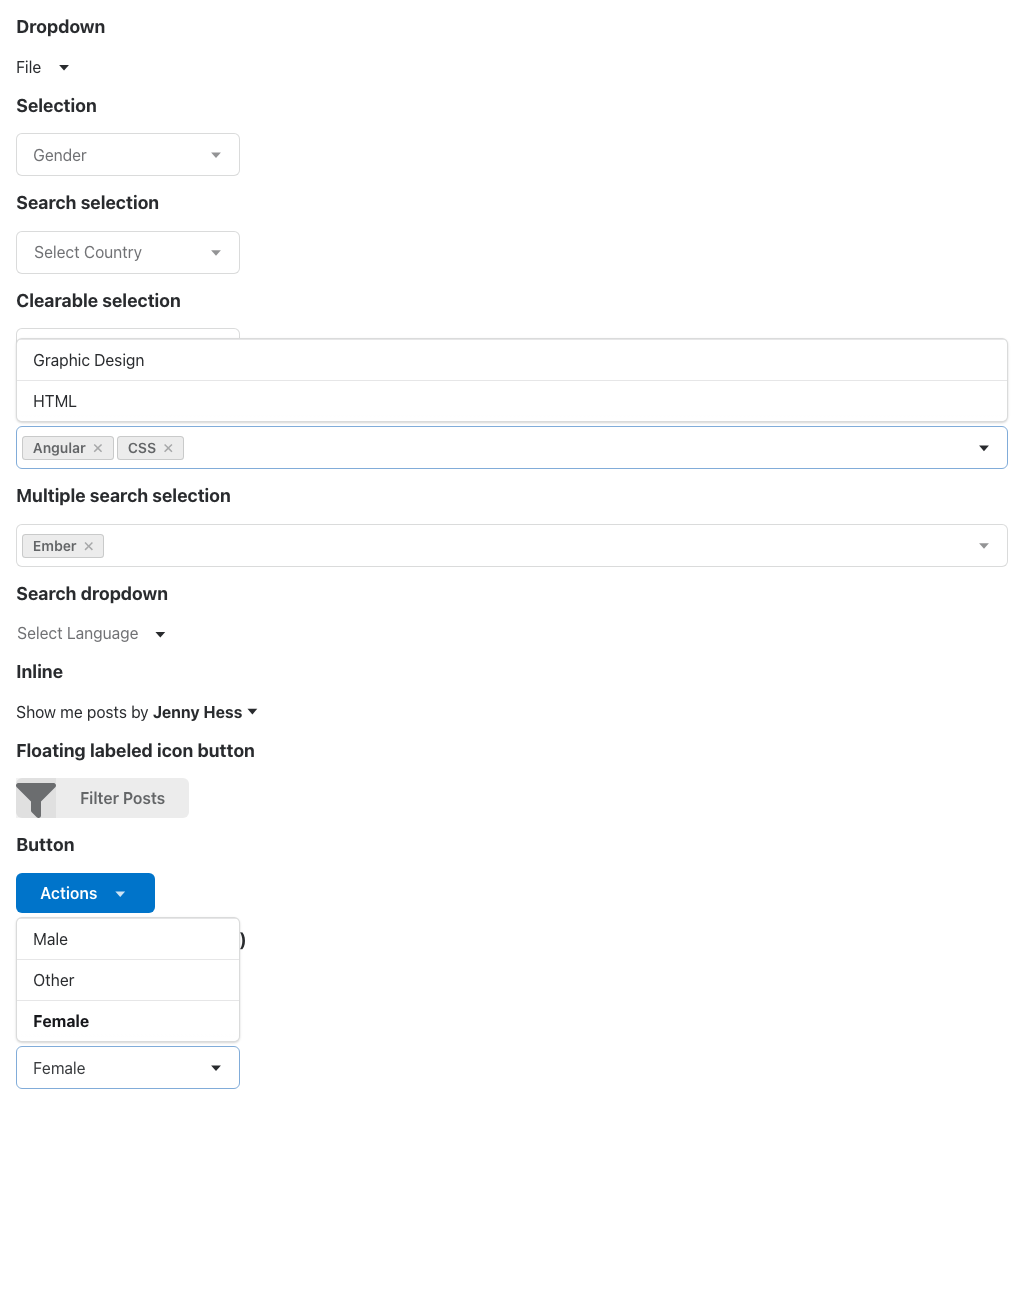 Dropdown
File
Selection
Gender
Search selection
Select Country
Clearable selection
Graphic Design
HTML
Angular CSS
Multiple search selection
Ember
Search dropdown
Select Language
Inline
Show me posts by Jenny Hess
Floating labeled icon button
Filter Posts
Button
Actions
Male )
Other
Female
Female